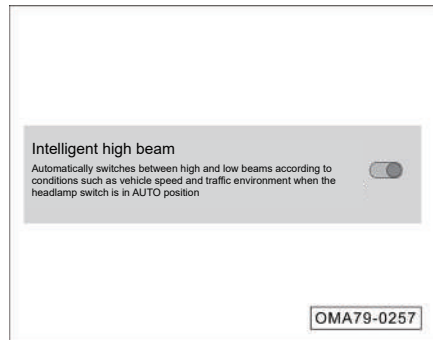 Intelligent high beam
Automatically switches between high and low beams according to
conditions such as vehicle speed and traffic environment when the
headlamp switch is in AUTO position
OMA79-0257